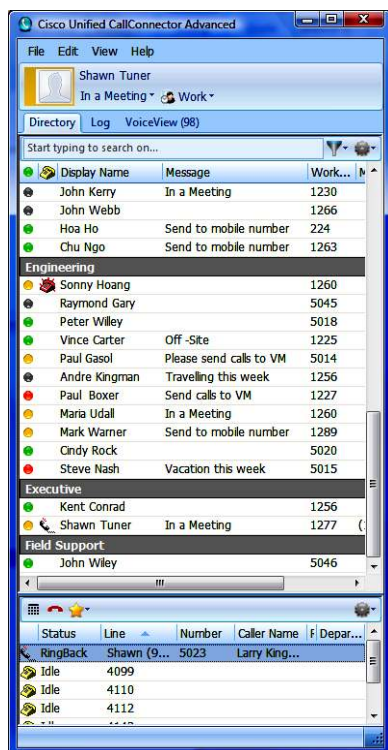 Cisco Unified CallConnector Advanced
File Edit View Help
Shawn Tuner
In a Meeting Work
Directory Log VoiceView (98)
Start typing to search on...
Display Name Message Work... M
John Kerry In a Meeting 1230
John Webb 1266
Hoa Ho Send to mobile number 224
Chu Ngo Send to mobile number 1263
Engineering
Sonny Hoang 1260
Raymond Gary 5045
Peter Willey 5018
Vince Carter Off -Site 1225
Paul Gasol Please send calls to VM 5014
Andre Kingman Travelling this week 1256
Paul Boxer Send calls to VM 1227
Maria Udall In a Meeting 1260
Mark Warner Send to mobile number 1289
Cindy Rock 5020
Steve Nash Vacation this week 5015
Executive
Kent Conrad 1256
Shawn Tuner In a Meeting 1277 (
Field Support
John Wiley 5046
Status Line Number Caller Name F Depar...
RingBack Shawn (9... 5023 Larry King...
Idle 4099
Idle 4110
Idle 4112